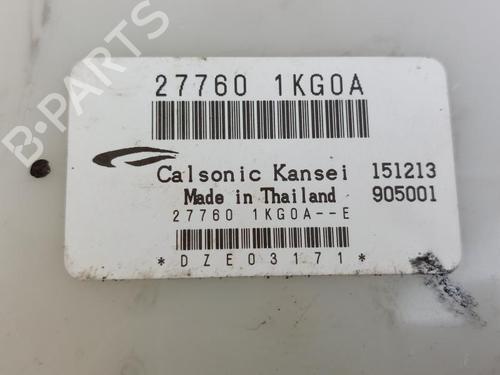 27760 1KG0A
Calsonic Kansei 151213
Made in Thailand 905001
27760 1KG0A--E
*DZE03171*
B-PARTS